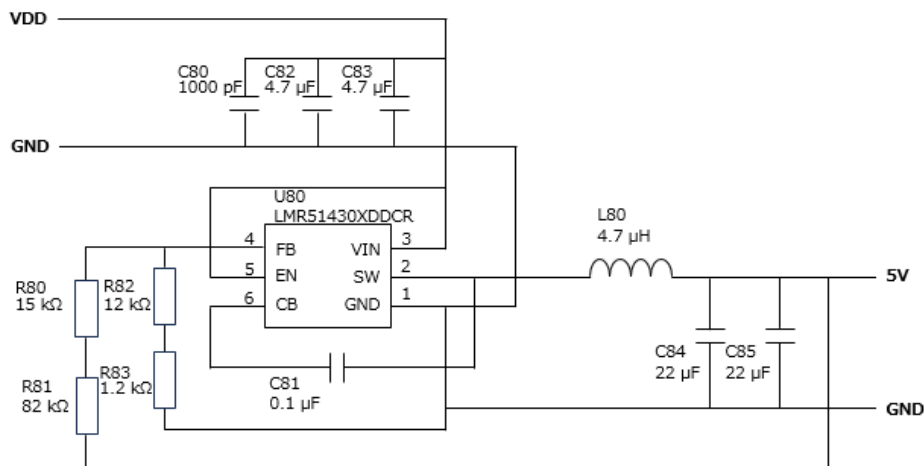 VDD
C80
1000 pF
C82
4.7 µF
C83
4.7 µF
GND
U80
LMR51430XDDCR
4
FB
VIN
3
5
EN
SW
2
6
CB
GND
1
L80
4.7 µH
5V
R80
15 kΩ
R82
12 kΩ
R81
82 kΩ
R83
1.2 kΩ
C81
0.1 µF
C84
22 µF
C85
22 µF
GND